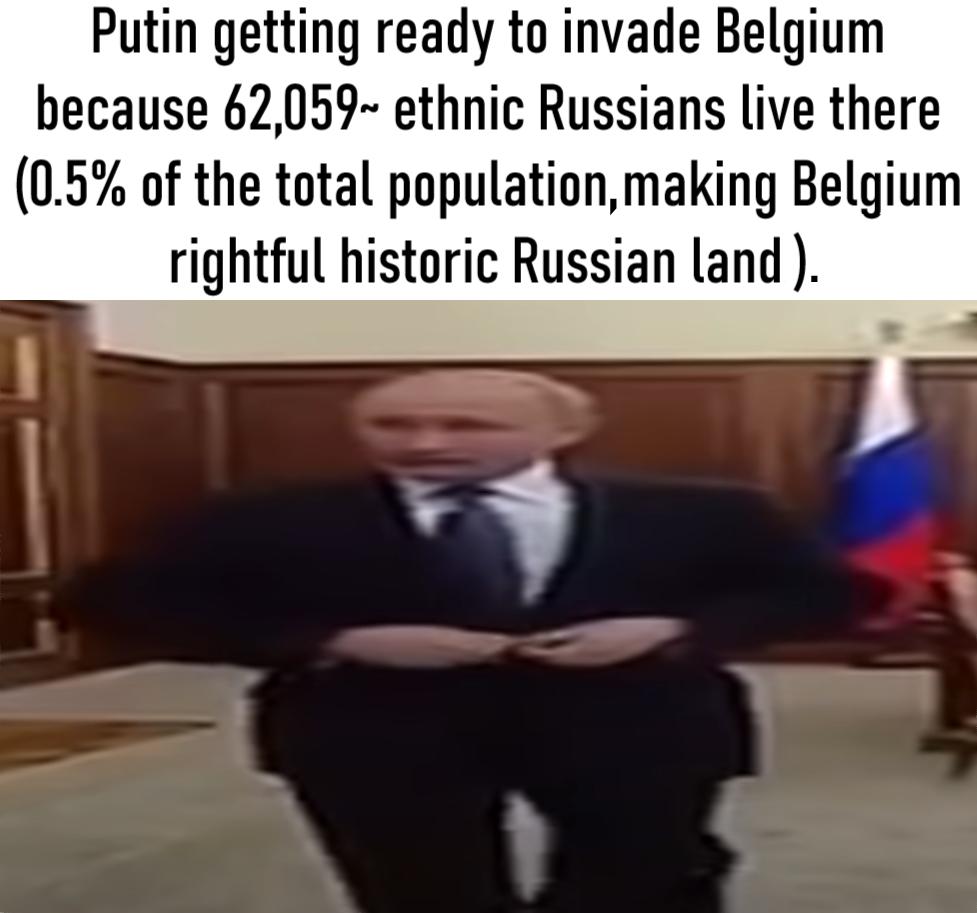 Putin getting ready to invade Belgium
because 62,059~ ethnic Russians live there
(0.5% of the total population,making Belgium
rightful historic Russian land ).